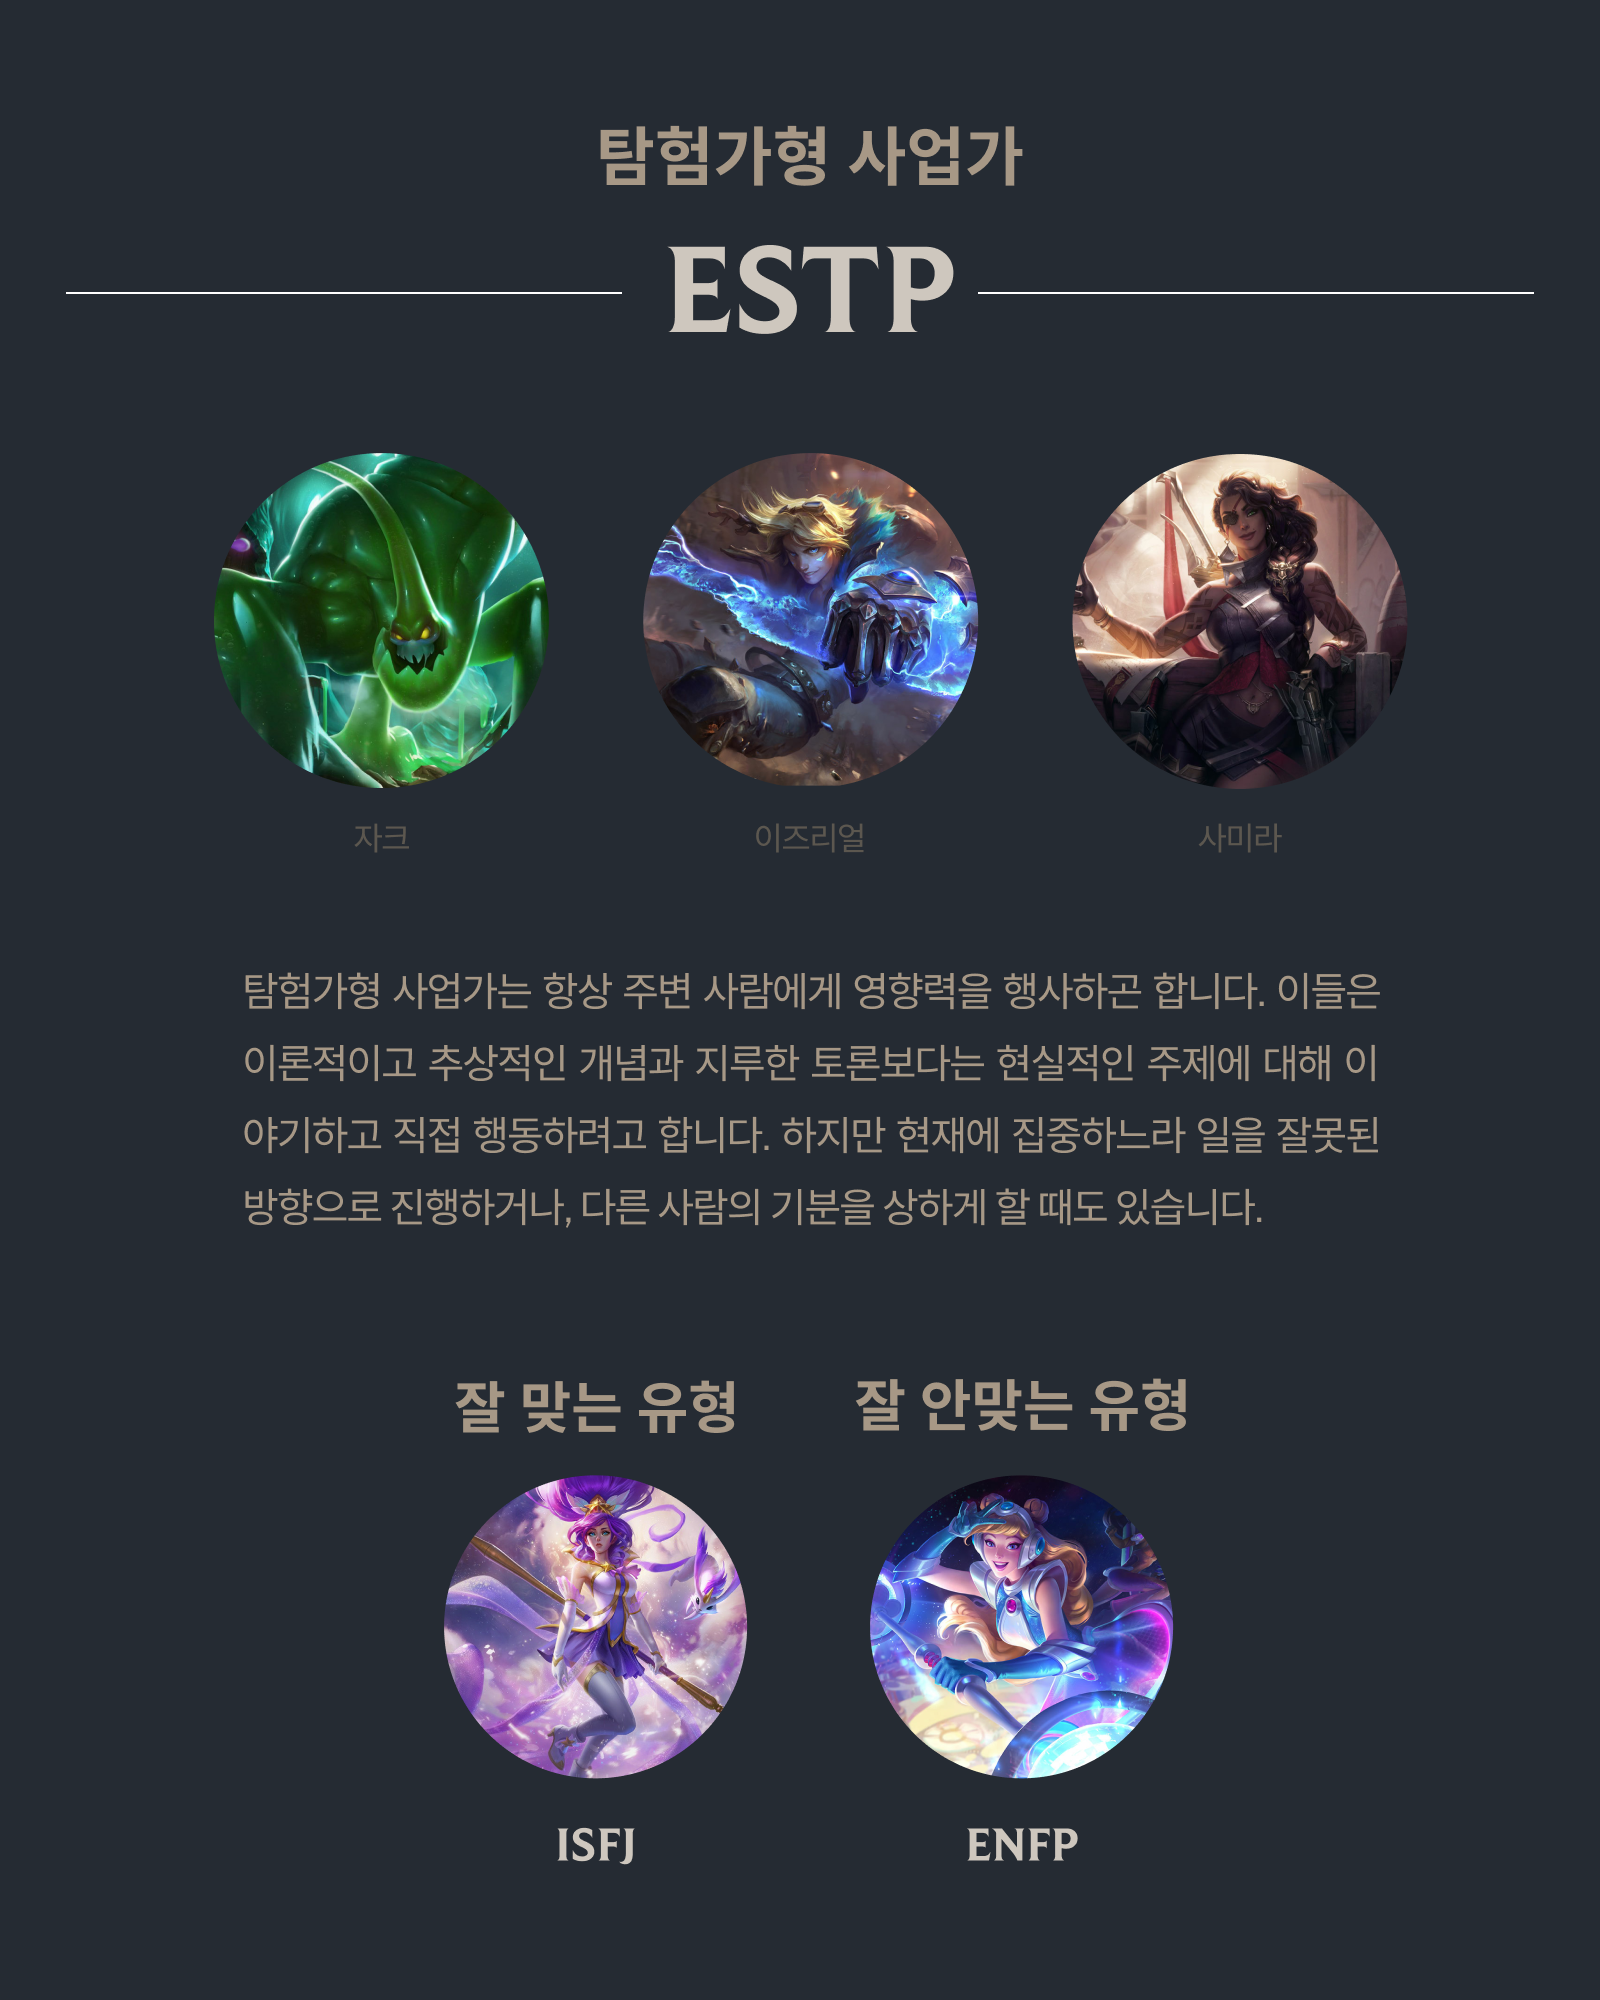 탐험가형 사업가
ESTP
자크
이즈리얼
사미라
탐험가형 사업가는 항상 주변 사람에게 영향력을 행사하곤 합니다. 이들은
이론적이고 추상적인 개념과 지루한 토론보다는 현실적인 주제에 대해 이
야기하고 직접 행동하려고 합니다. 하지만 현재에 집중하느라 일을 잘못된
방향으로 진행하거나, 다른 사람의 기분을 상하게 할 때도 있습니다.
잘 맞는 유형
잘 안맞는 유형
ISFJ
ENFP